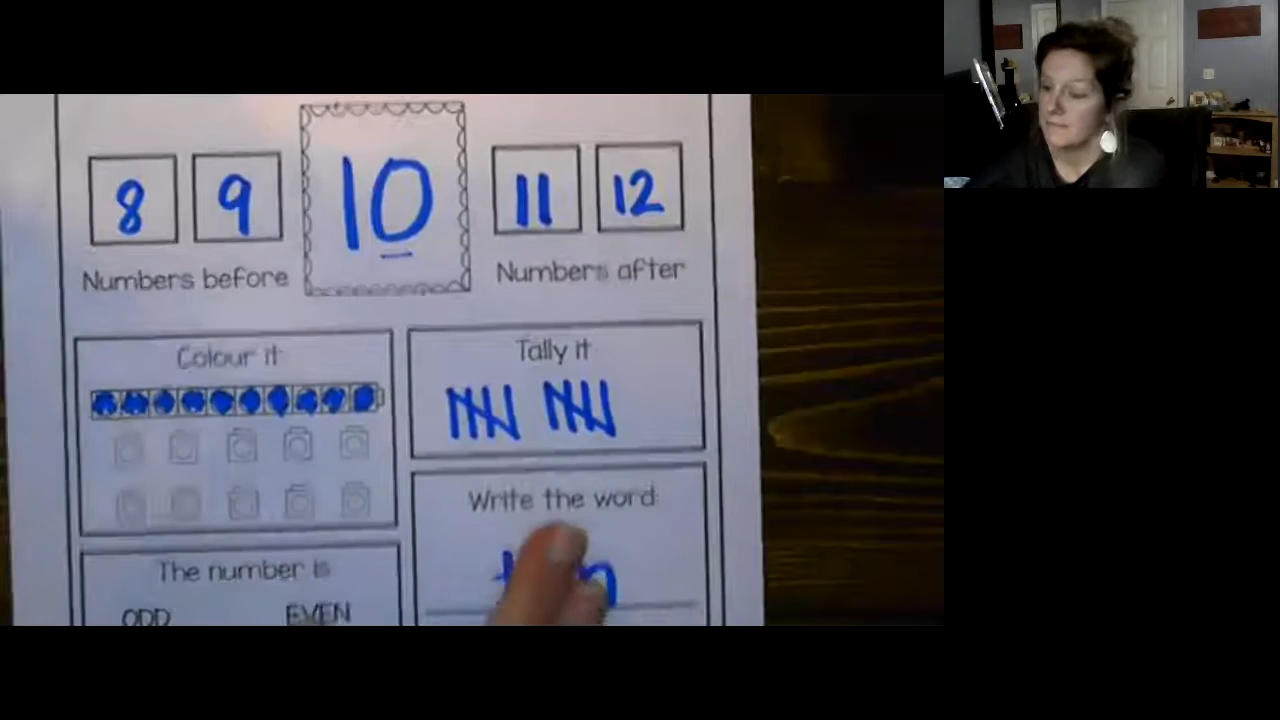 8 9 10 11 12
Numbers before Numbers after
Colour it
Tally it
Write the word
The number is
ODD EVEN